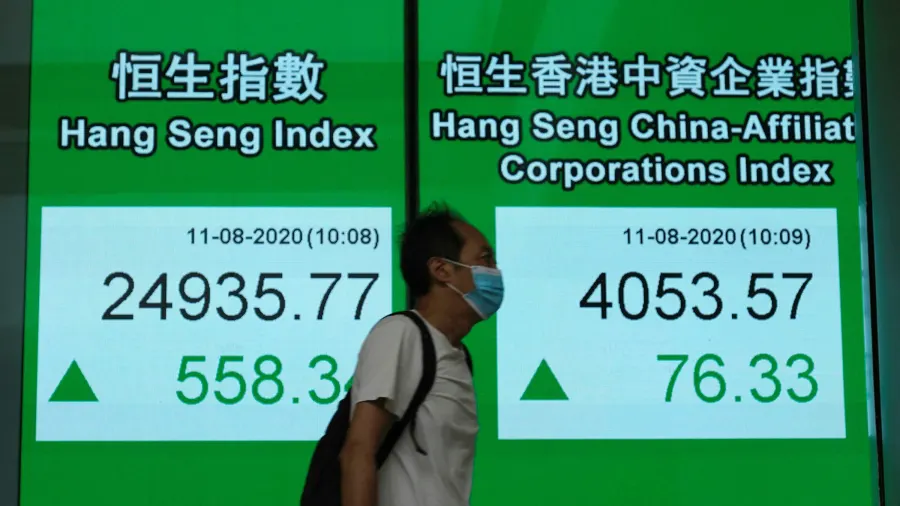 恒生指數
Hang Seng Index
11-08-2020 (10:08)
24935.77
▲ 558.3
恒生香港中資企業指
Hang Seng China-Affiliat
Corporations Index
11-08-2020 (10:09)
4053.57
▲ 76.33